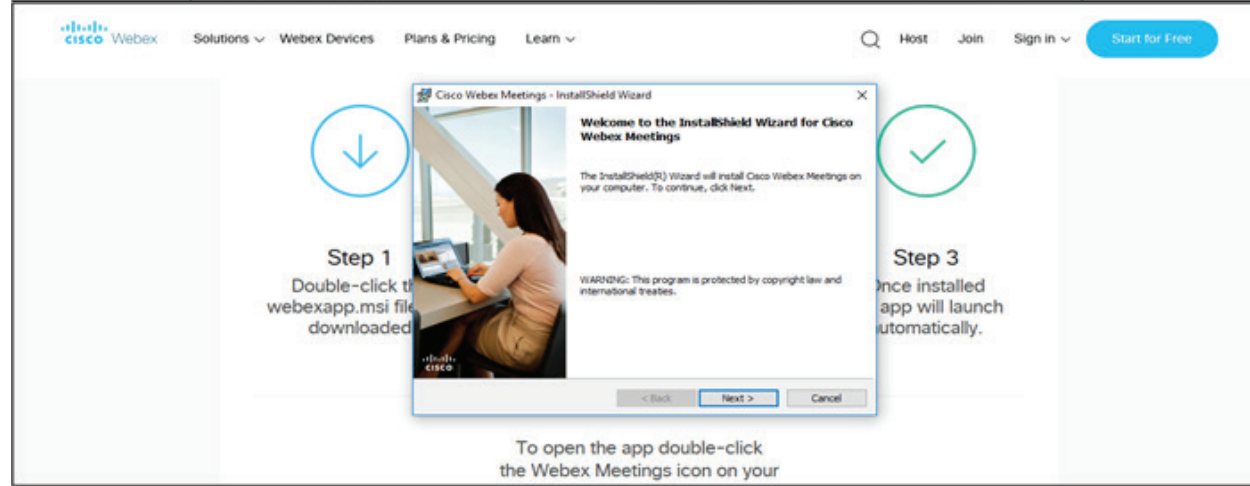 cisco Webex
Solutions
Webex Devices
Plans & Pricing
Learn
Host
Join
Sign in
Start for Free
Cisco Webex Meetings - InstallShield Wizard
Welcome to the InstallShield Wizard for Cisco
Webex Meetings
The InstallShield(R) Wizard will install Cisco Webex Meetings on
your computer. To continue, click Next.
WARNING: This program is protected by copyright law and
international treaties.
cisco
< Back
Next >
Cancel
Step 1
Double-click
webexapp.msi
downloaded
Step 3
installed
app will launch
To open the app double-click
the Webex Meetings icon on your